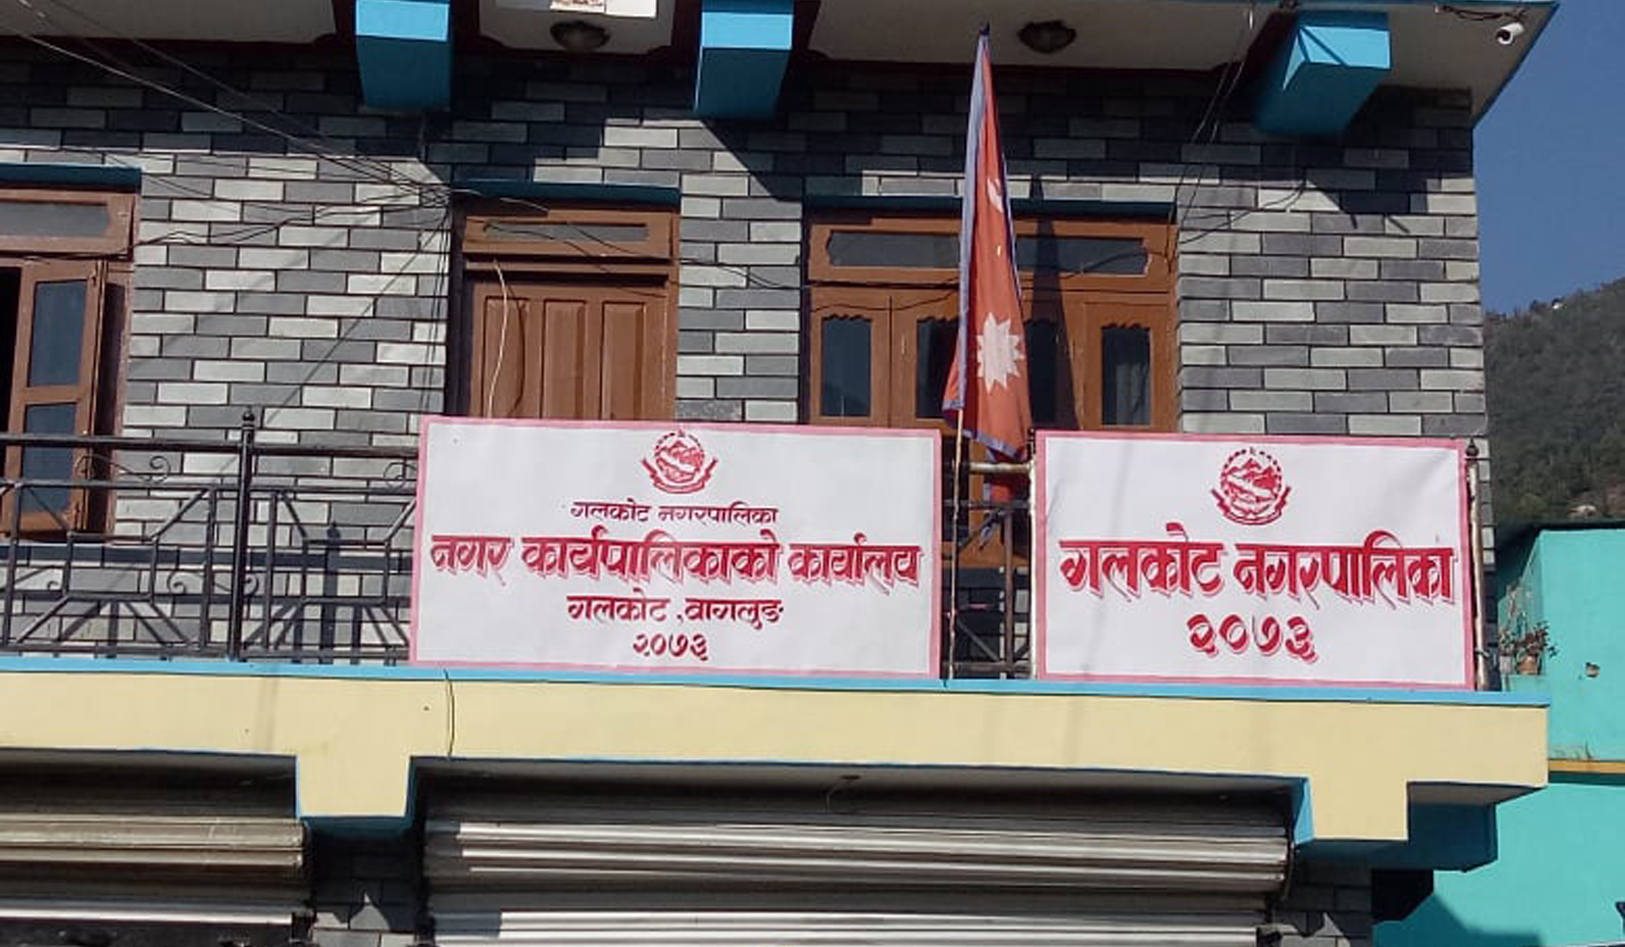 गलकोट नगरपालिका
नगर कार्यपालिकाको कार्यालय
गलकोट, बागलुङ
२०७३
गलकोट नगरपालिका
२०७३